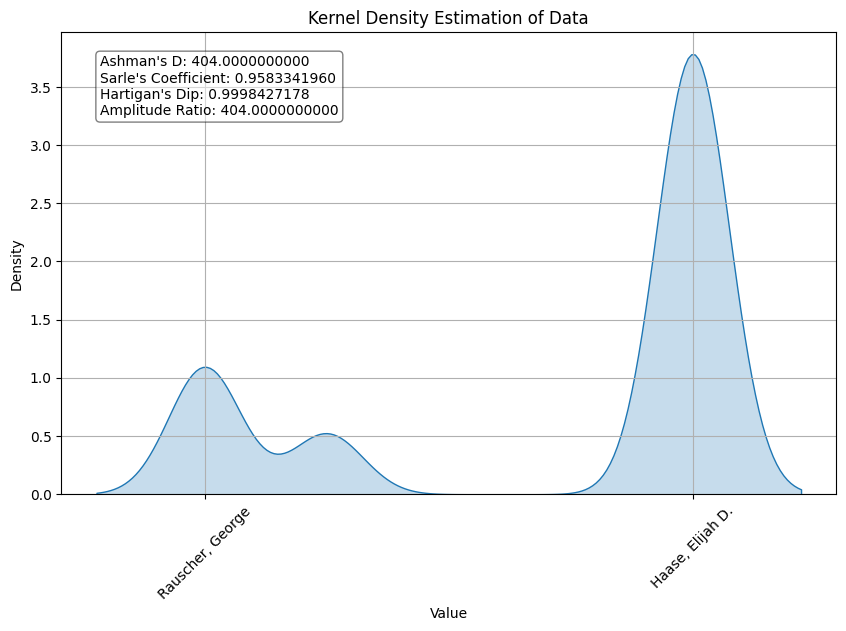 Kernel Density Estimation of Data
Ashman's D: 404.0000000000
Sarle's Coefficient: 0.9583341960
Hartigan's Dip: 0.9998427178
Amplitude Ratio: 404.0000000000
3.5
3.0
2.5
2.0
1.5
1.0
0.5
0.0
Density
Rauscher, George
Haase, Elijah D.
Value